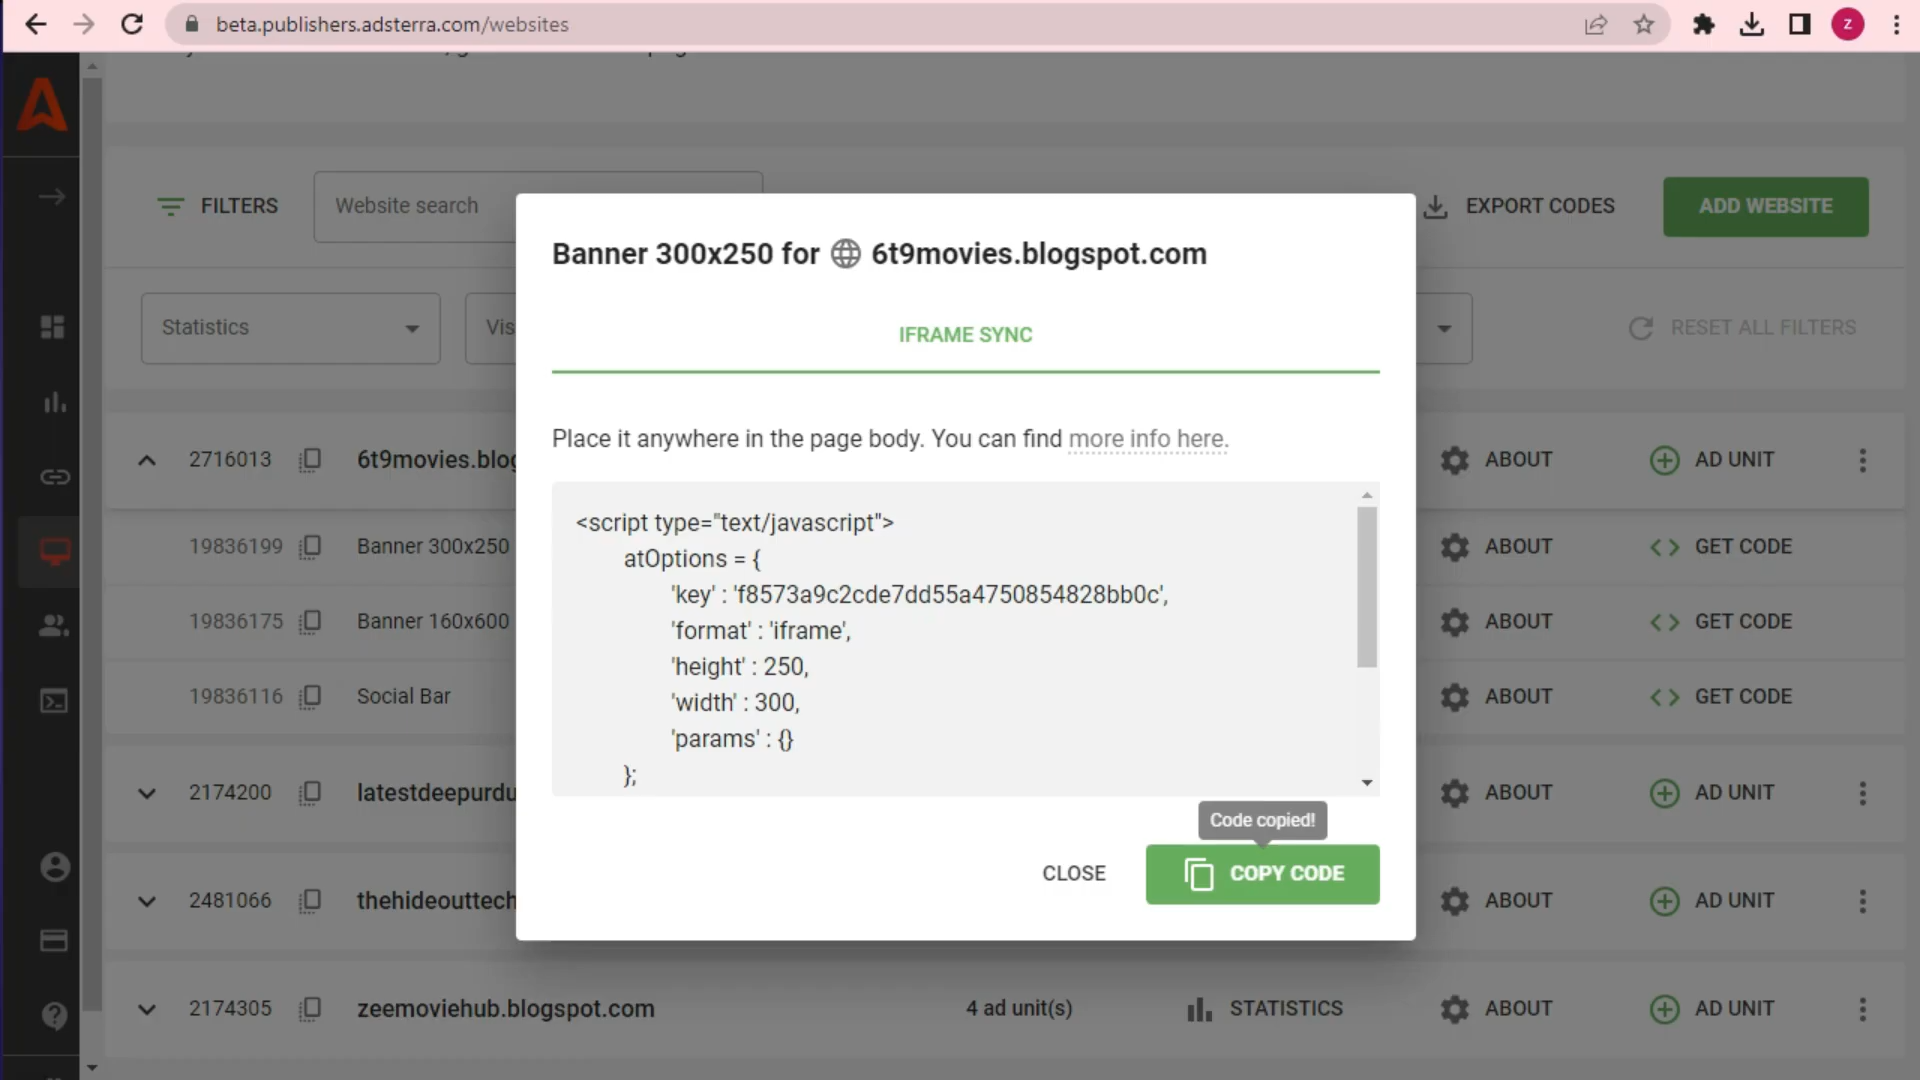 beta.publishers.adsterra.com/websites
z
FILTERS
Website search
EXPORT CODES
ADD WEBSITE
Banner 300x250 for 6t9movies.blogspot.com
Statistics
Vis
RESET ALL FILTERS
IFRAME SYNC
Place it anywhere in the page body. You can find more info here.
2716013 6t9movies.blog
ABOUT AD UNIT
19836199 Banner 300x250
ABOUT <> GET CODE
19836175 Banner 160x600
ABOUT <> GET CODE
19836116 Social Bar
ABOUT <> GET CODE
<script type="text/javascript">
atOptions = {
'key' : 'f8573a9c2cde7dd55a4750854828bb0c',
'format' : 'iframe',
'height' : 250,
'width' : 300,
'params' : {}
};
2174200 latestdeepurdu
ABOUT AD UNIT
Code copied!
CLOSE
COPY CODE
2481066 thehideouttech
ABOUT AD UNIT
2174305 zeemoviehub.blogspot.com 4 ad unit(s) STATISTICS ABOUT AD UNIT